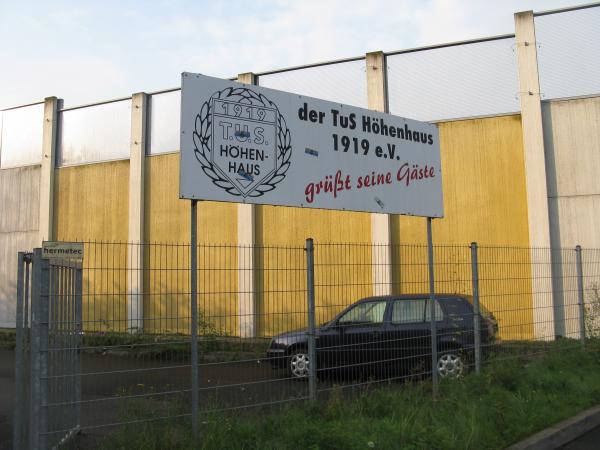 1919
T.U.S.
HÖHEN-
HAUS
der TuS Höhenhaus
1919 e.V.
grüßt seine Gäste
hermetec